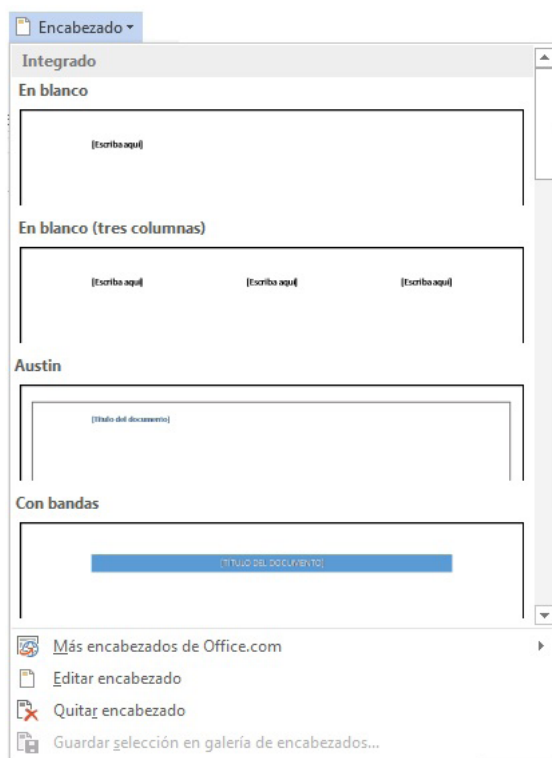 Encabezado
Integrado
En blanco
[Escriba aquí]
En blanco (tres columnas)
[Escriba aquí] [Escriba aquí] [Escriba aquí]
Austin
[Título del documento]
Con bandas
[TÍTULO DEL DOCUMENTO]
Más encabezados de Office.com
Editar encabezado
Quitar encabezado
Guardar selección en galería de encabezados...